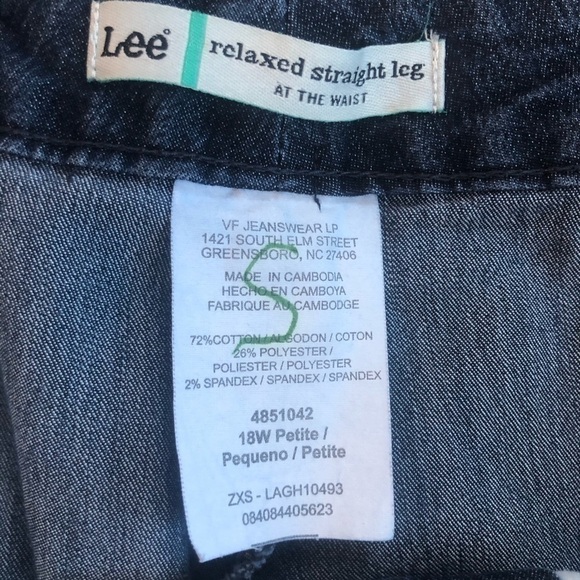 Lee®
relaxed straight leg
AT THE WAIST
VF JEANSWEAR LP
1421 SOUTH ELM STREET
GREENSBORO, NC 27406
MADE IN CAMBODIA
HECHO EN CAMBOYA
FABRIQUE AU CAMBODGE
S
72%COTTON / ALGODON / COTON
26% POLYESTER /
POLIESTER / POLYESTER
2% SPANDEX / SPANDEX / SPANDEX
4851042
18W Petite /
Pequeno / Petite
ZXS - LAGH10493
084084405623